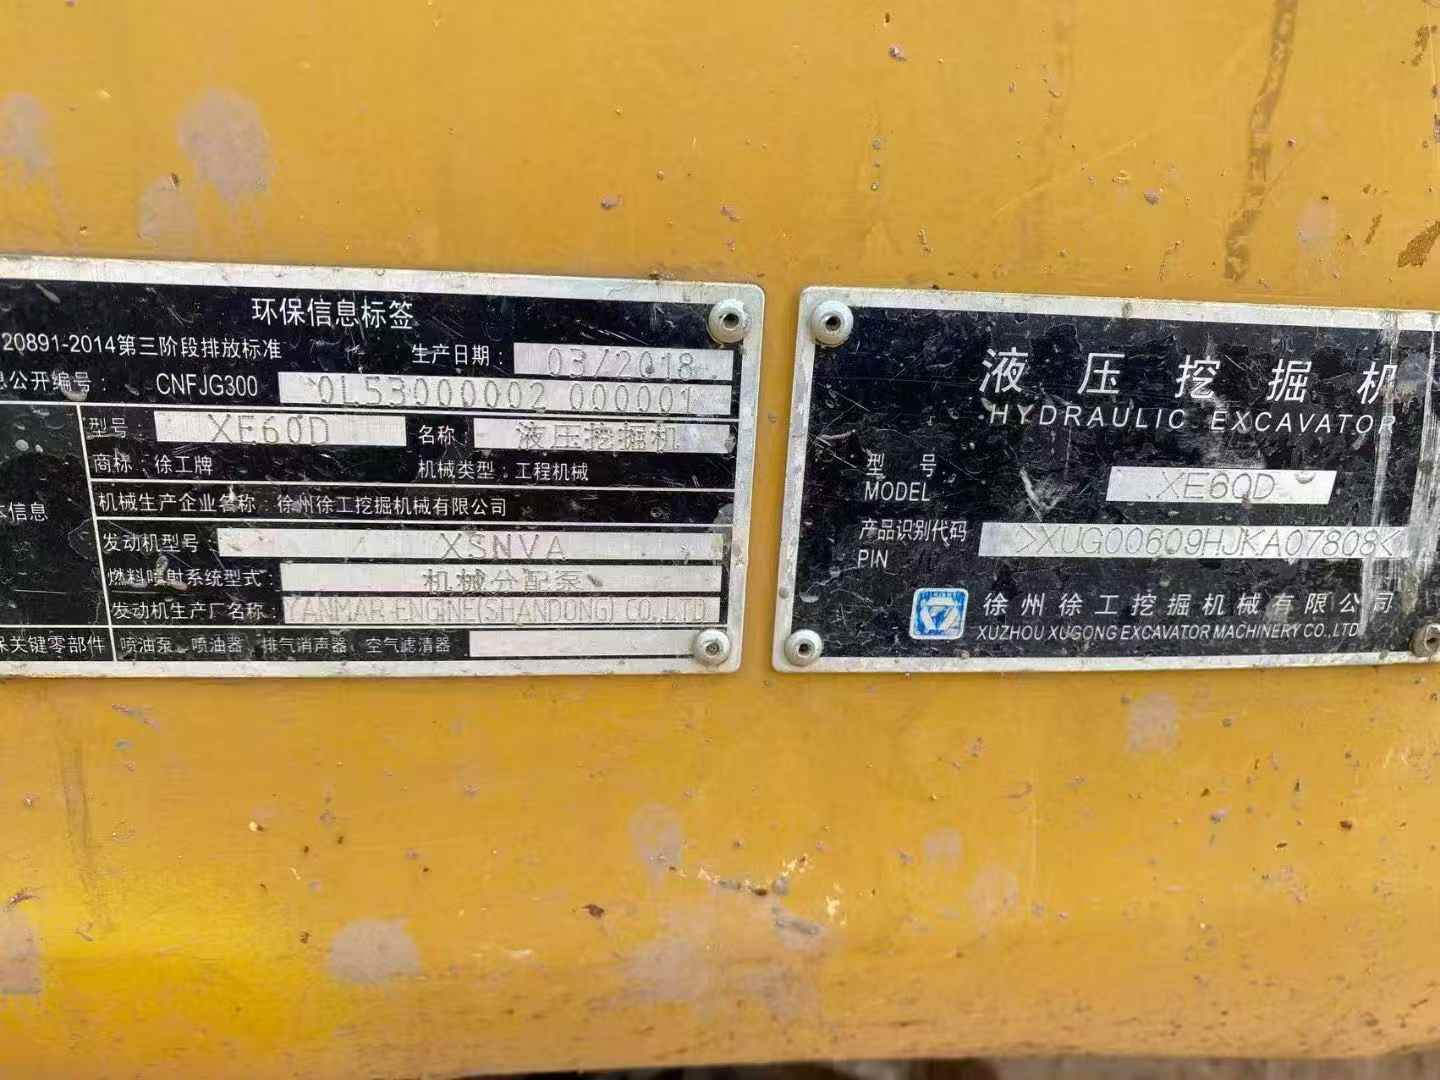 环保信息标签
20891-2014第三阶段排放标准
生产日期: 03/2018
息公开编号: CNFJG300 0L53000002 000001
型号: XE60D 名称: 液压挖掘机
商标: 徐工牌 机械类型: 工程机械
本信息 机械生产企业名称: 徐州徐工挖掘机械有限公司
发动机型号: XSNVA
燃料喷射系统型式: 机械分配泵
发动机生产厂名称: YANMAR ENGINE(SHANDONG) CO.,LTD
保关键零部件 喷油泵、喷油器、排气消声器、空气滤清器
液压挖掘机
HYDRAULIC EXCAVATOR
型号
MODEL XE60D
产品识别代码
PIN >XUG00609HJKA07808<
徐州徐工挖掘机械有限公司
XUZHOU XUGONG EXCAVATOR MACHINERY CO.,LTD